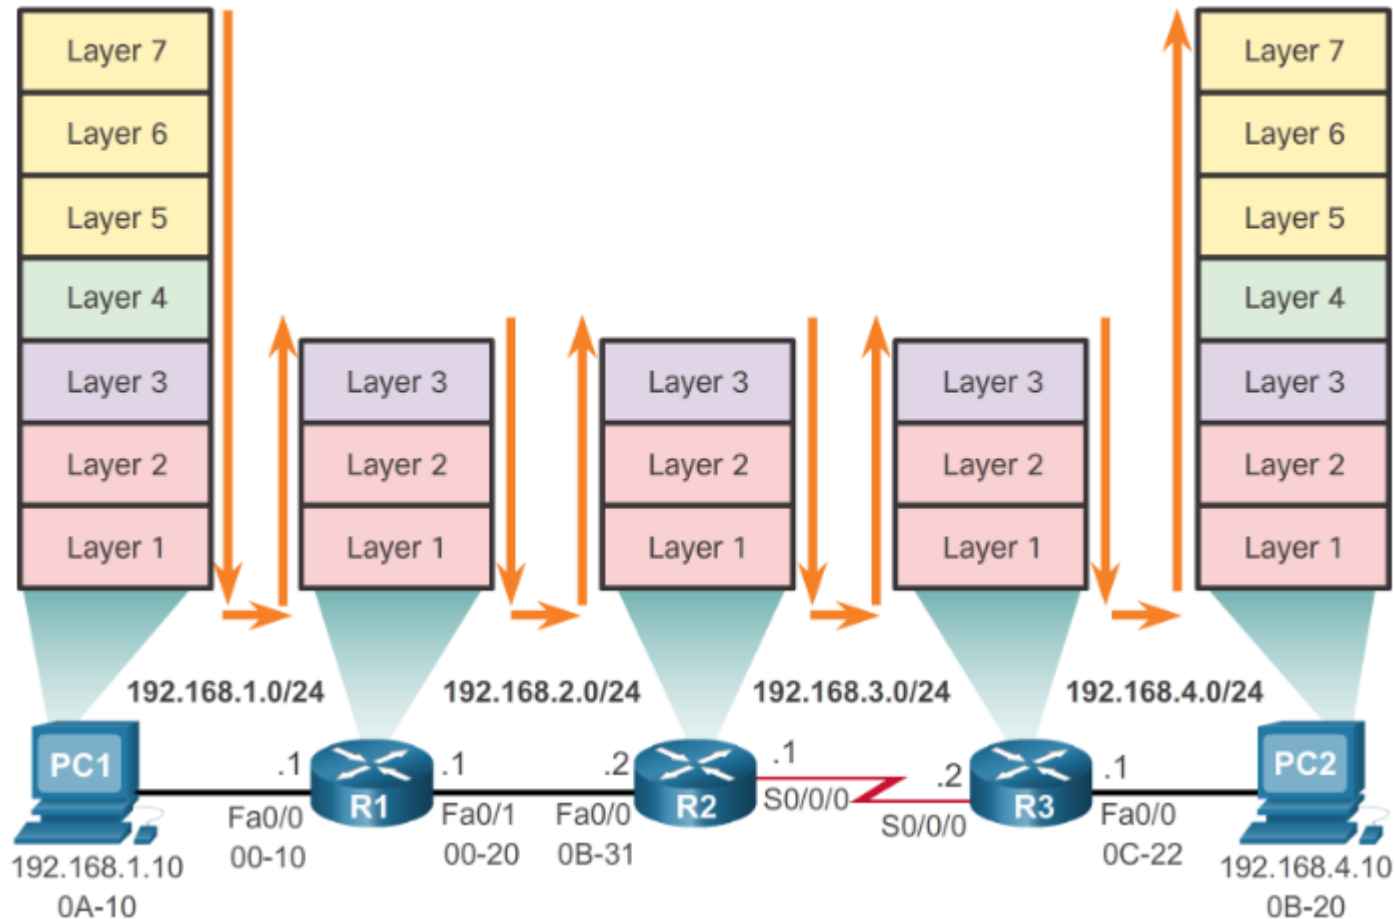 Layer 7
Layer 6
Layer 5
Layer 4
Layer 3
Layer 2
Layer 1
Layer 3
Layer 2
Layer 1
Layer 3
Layer 2
Layer 1
Layer 3
Layer 2
Layer 1
Layer 7
Layer 6
Layer 5
Layer 4
Layer 3
Layer 2
Layer 1
192.168.1.0/24
192.168.2.0/24
192.168.3.0/24
192.168.4.0/24
PC1
192.168.1.10
0A-10
.1
Fa0/0
00-10
R1
.1
Fa0/1
00-20
.2
Fa0/0
0B-31
R2
.1
S0/0/0
.2
S0/0/0
R3
.1
Fa0/0
0C-22
PC2
192.168.4.10
0B-20